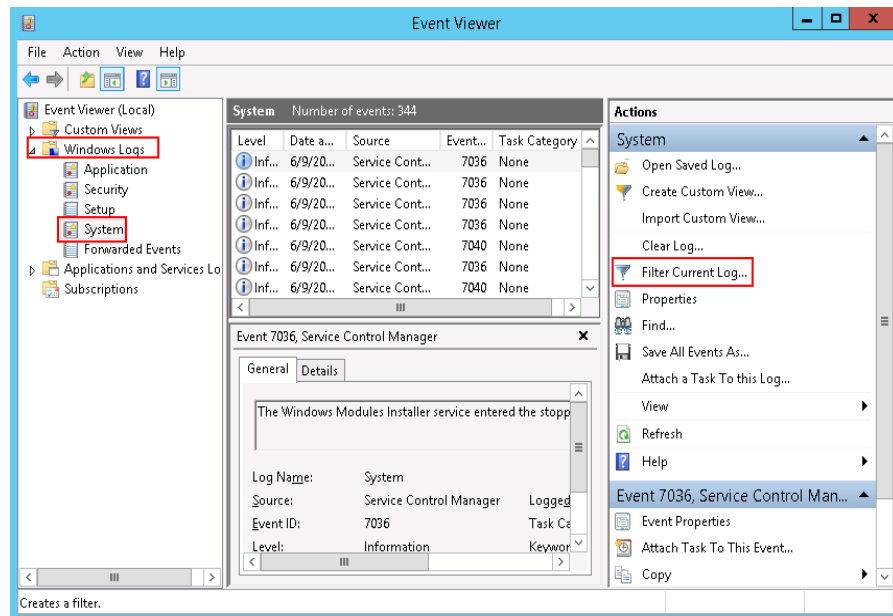 Event Viewer
File Action View Help
Event Viewer (Local)
Custom Views
Windows Logs
Application
Security
Setup
System
Forwarded Events
Applications and Services Lo
Subscriptions
System Number of events: 344
Level Date a... Source Event... Task Category
Inf... 6/9/20... Service Cont... 7036 None
Inf... 6/9/20... Service Cont... 7036 None
Inf... 6/9/20... Service Cont... 7036 None
Inf... 6/9/20... Service Cont... 7036 None
Inf... 6/9/20... Service Cont... 7040 None
Inf... 6/9/20... Service Cont... 7036 None
Inf... 6/9/20... Service Cont... 7040 None
Event 7036, Service Control Manager
General Details
The Windows Modules Installer service entered the stopp
Log Name: System
Source: Service Control Manager Logged
Event ID: 7036 Task Ca
Level: Information Keywor
Actions
System
Open Saved Log...
Create Custom View...
Import Custom View...
Clear Log...
Filter Current Log...
Properties
Find...
Save All Events As...
Attach a Task To this Log...
View
Refresh
Help
Event 7036, Service Control Man...
Event Properties
Attach Task To This Event...
Copy
Creates a filter.